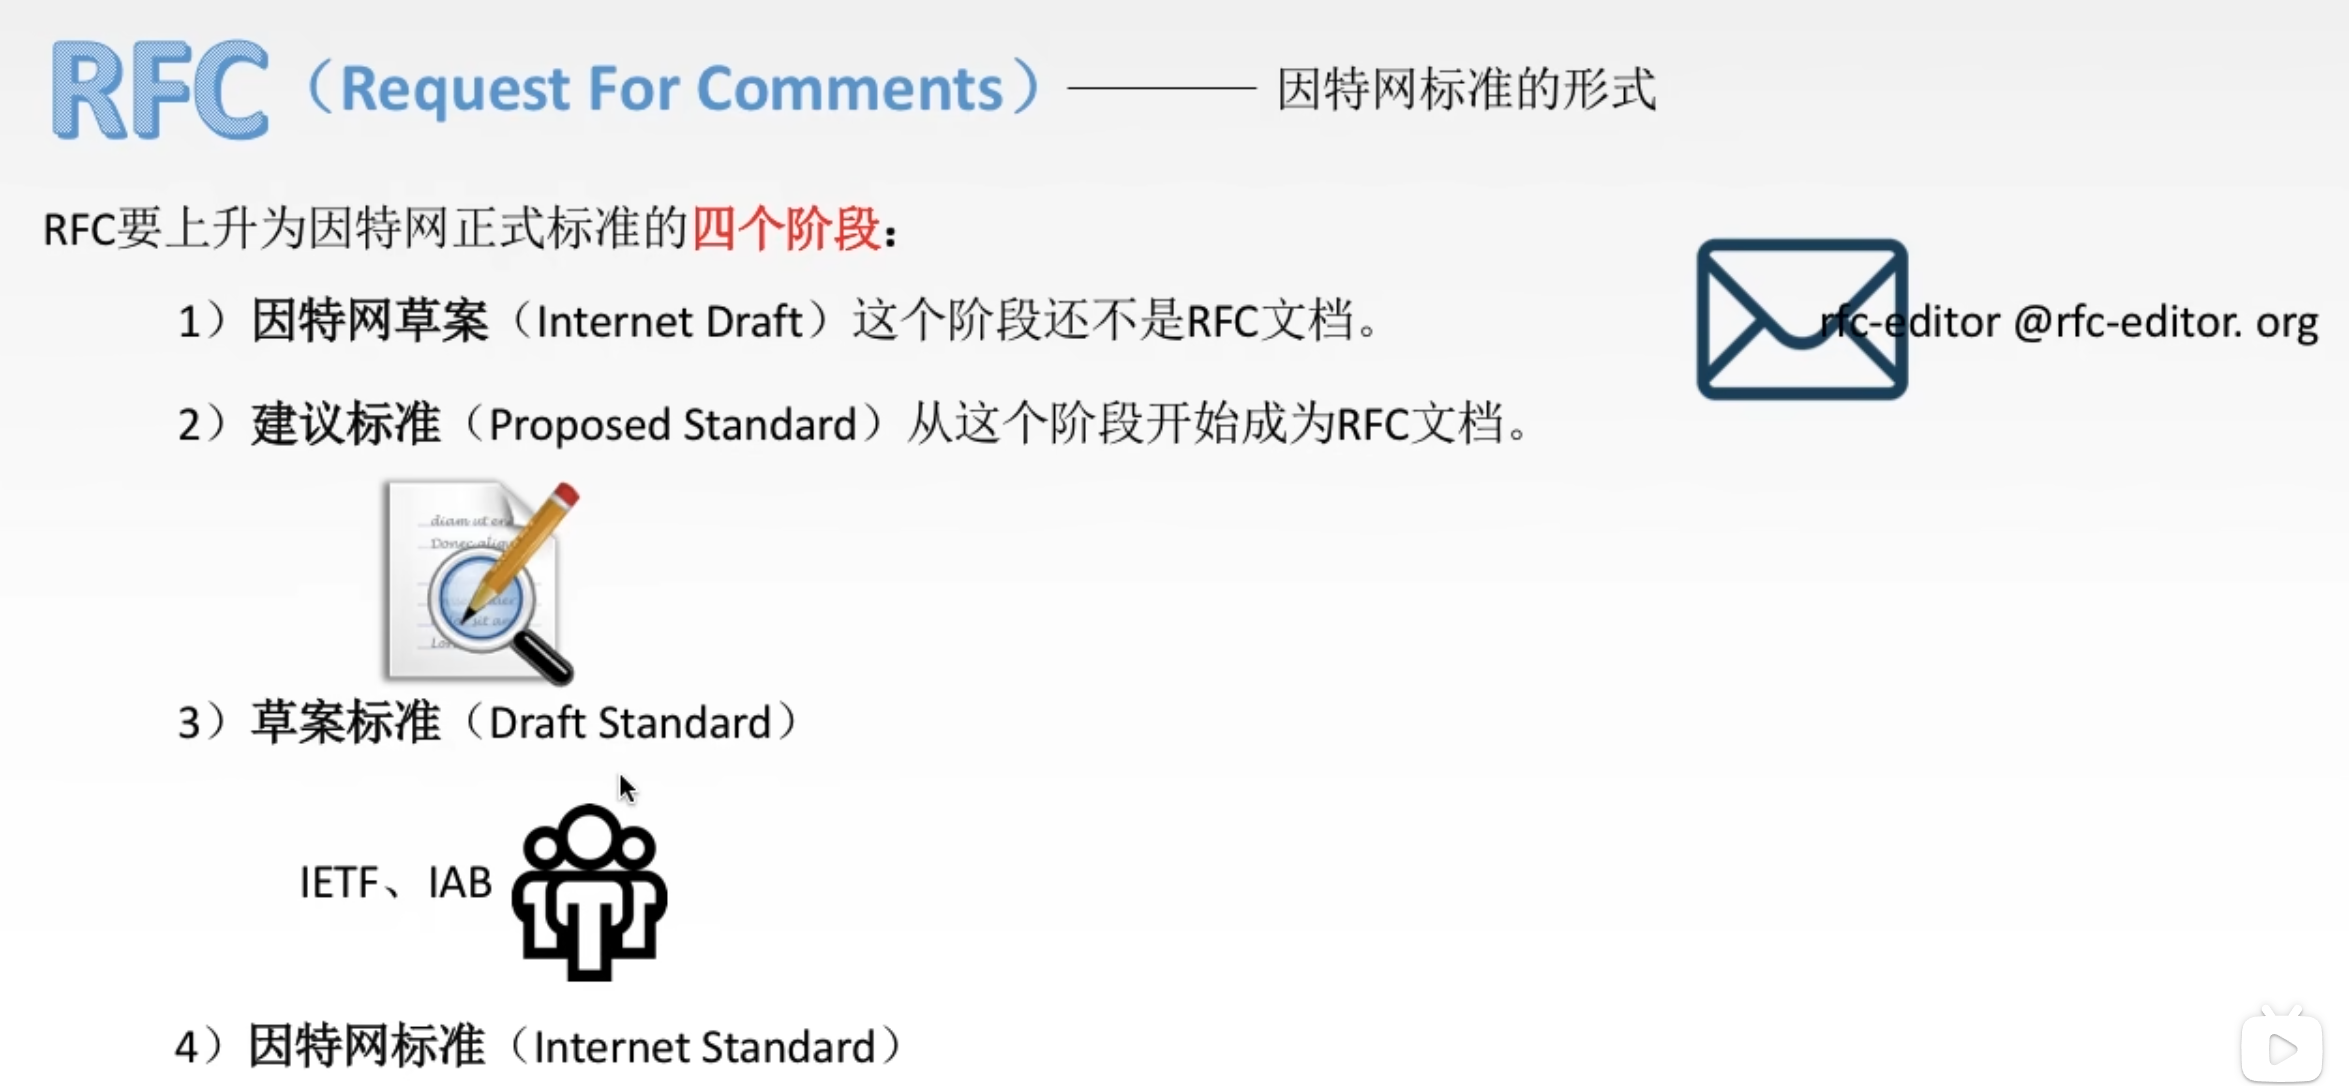 RFC（Request For Comments）——— 因特网标准的形式
RFC要上升为因特网正式标准的四个阶段：
1）因特网草案（Internet Draft）这个阶段还不是RFC文档。
rfc-editor @rfc-editor. org
2）建议标准（Proposed Standard）从这个阶段开始成为RFC文档。
diam ut
Donec
sit
3）草案标准（Draft Standard）
IETF、IAB
4）因特网标准（Internet Standard）